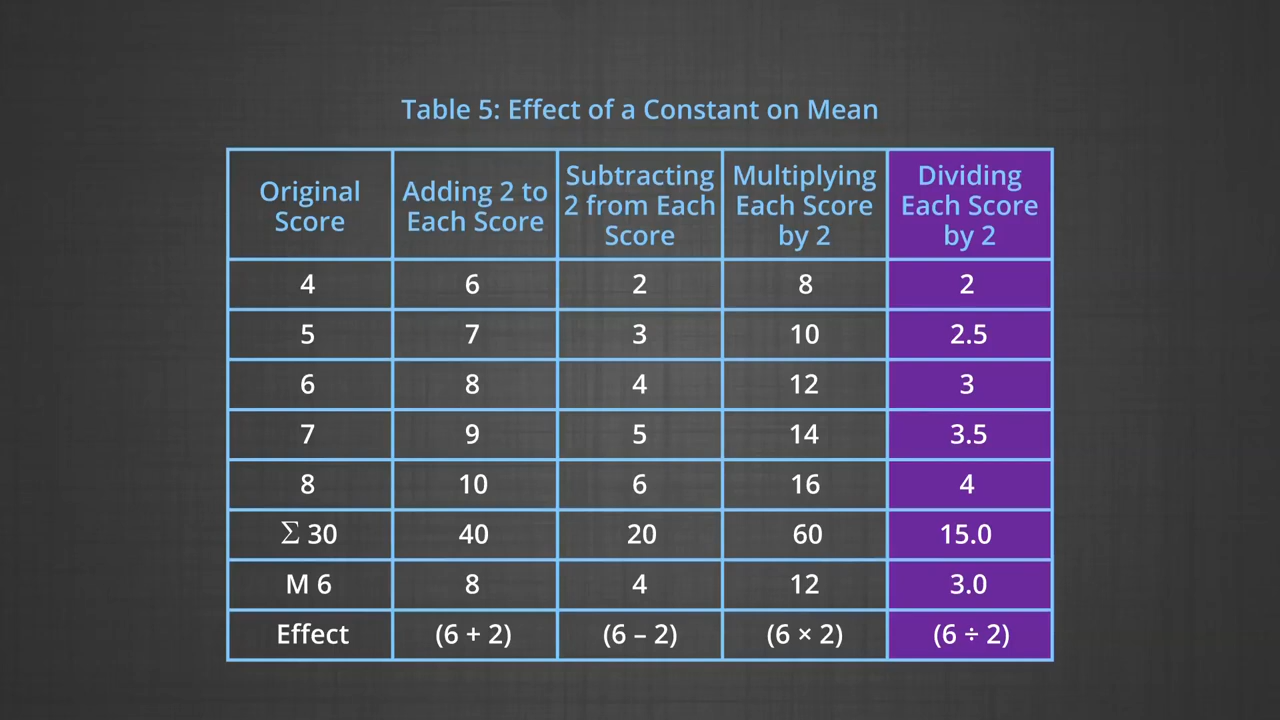 Table 5: Effect of a Constant on Mean
Original Score | Adding 2 to Each Score | Subtracting 2 from Each Score | Multiplying Each Score by 2 | Dividing Each Score by 2
4 | 6 | 2 | 8 | 2
5 | 7 | 3 | 10 | 2.5
6 | 8 | 4 | 12 | 3
7 | 9 | 5 | 14 | 3.5
8 | 10 | 6 | 16 | 4
Σ 30 | 40 | 20 | 60 | 15.0
M 6 | 8 | 4 | 12 | 3.0
Effect | (6 + 2) | (6 – 2) | (6 × 2) | (6 ÷ 2)